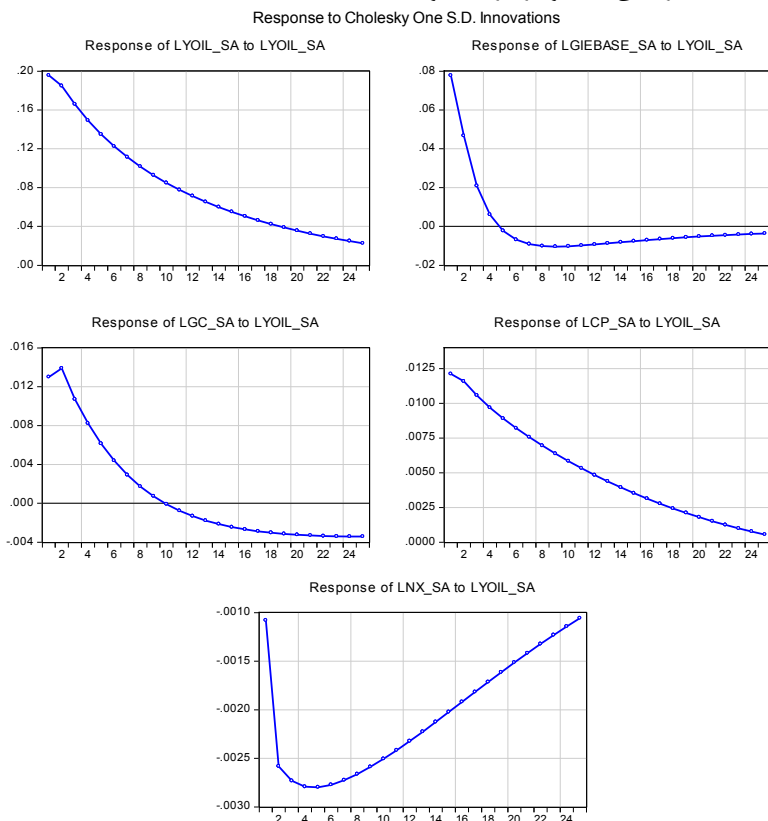 Response to Cholesky One S.D. Innovations
Response of LYOIL_SA to LYOIL_SA
.20
.16
.12
.08
.04
.00
2 4 6 8 10 12 14 16 18 20 22 24
Response of LGIEBASE_SA to LYOIL_SA
.08
.06
.04
.02
.00
-.02
2 4 6 8 10 12 14 16 18 20 22 24
Response of LGC_SA to LYOIL_SA
.016
.012
.008
.004
.000
-.004
2 4 6 8 10 12 14 16 18 20 22 24
Response of LCP_SA to LYOIL_SA
.0125
.0100
.0075
.0050
.0025
.0000
2 4 6 8 10 12 14 16 18 20 22 24
Response of LNX_SA to LYOIL_SA
-.0010
-.0015
-.0020
-.0025
-.0030
2 4 6 8 10 12 14 16 18 20 22 24